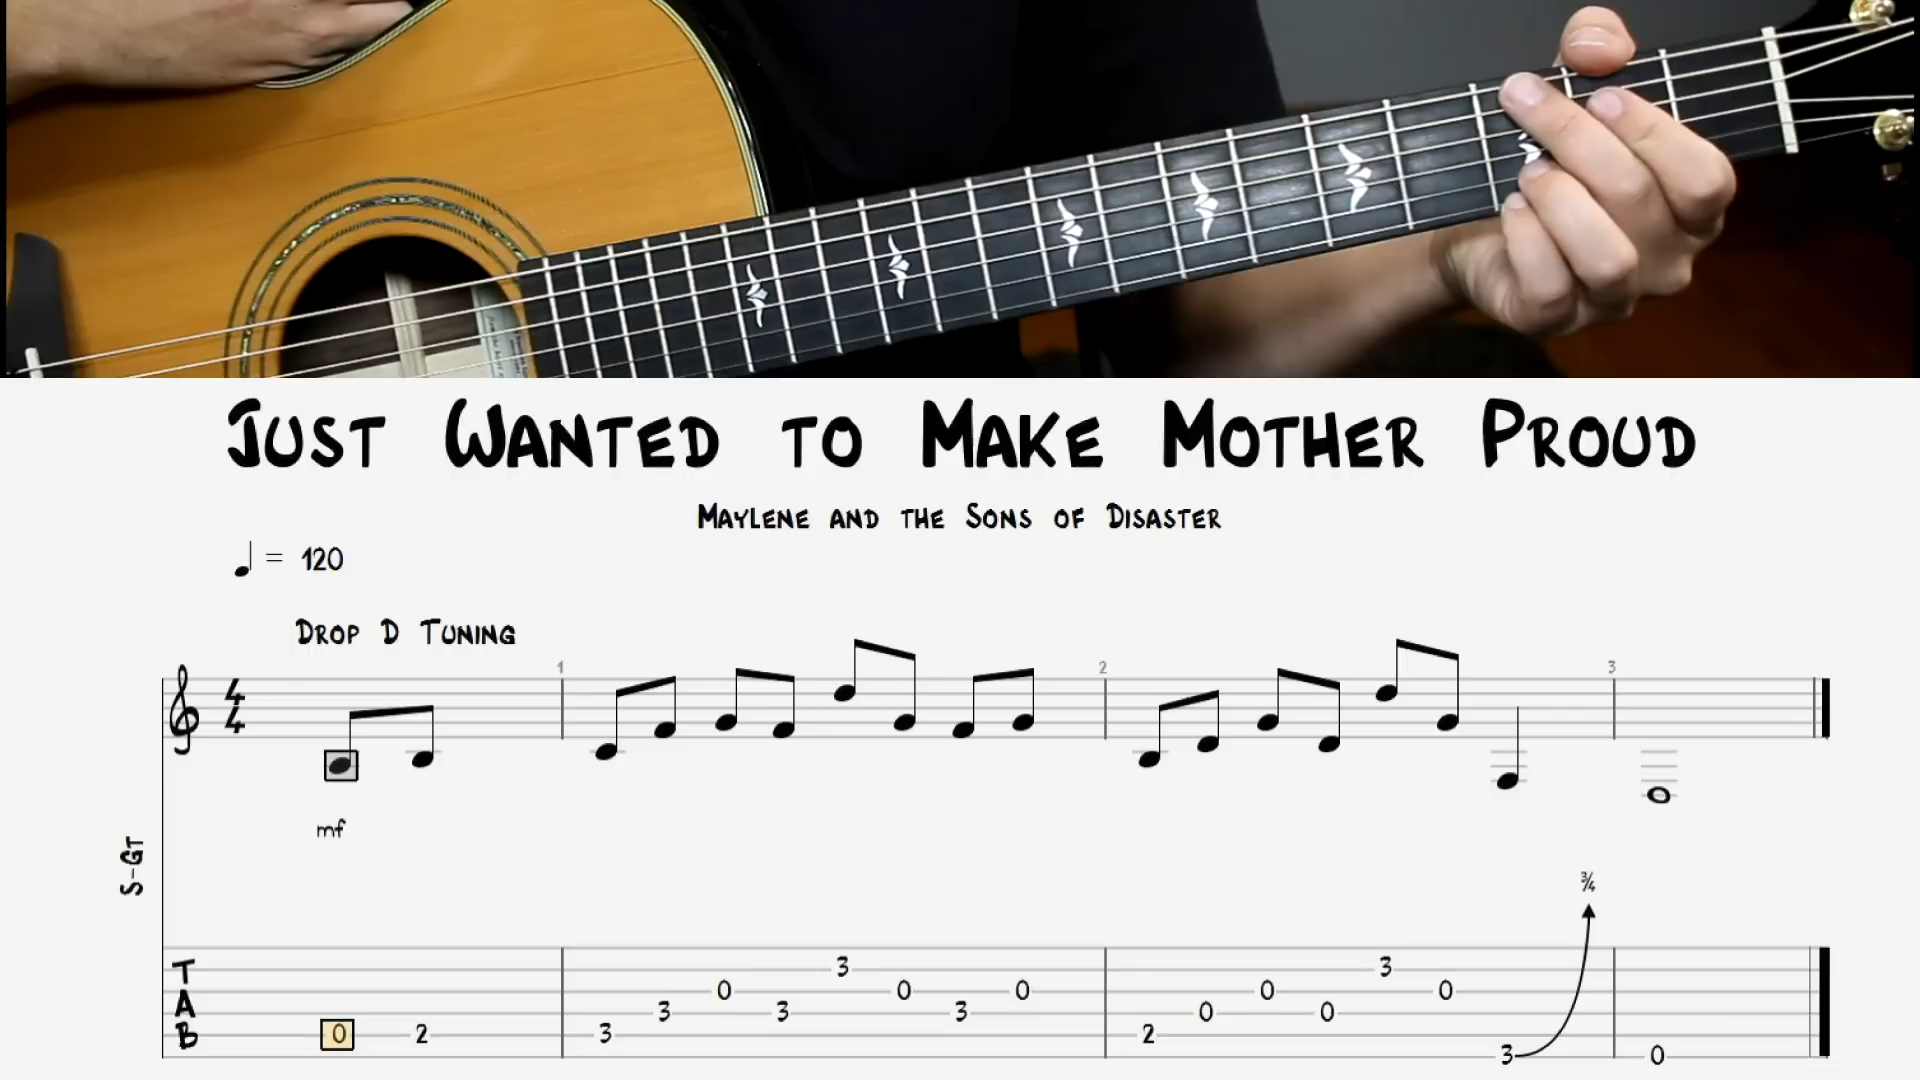 Just Wanted to Make Mother Proud
Maylene and the Sons of Disaster
= 120
Drop D Tuning
1 2 3
4
4
mf
S-Gt
3/4
T
A
B
3 3
0 0 0 0 0
3 3 3 0 0
0 2 3 2
3 0